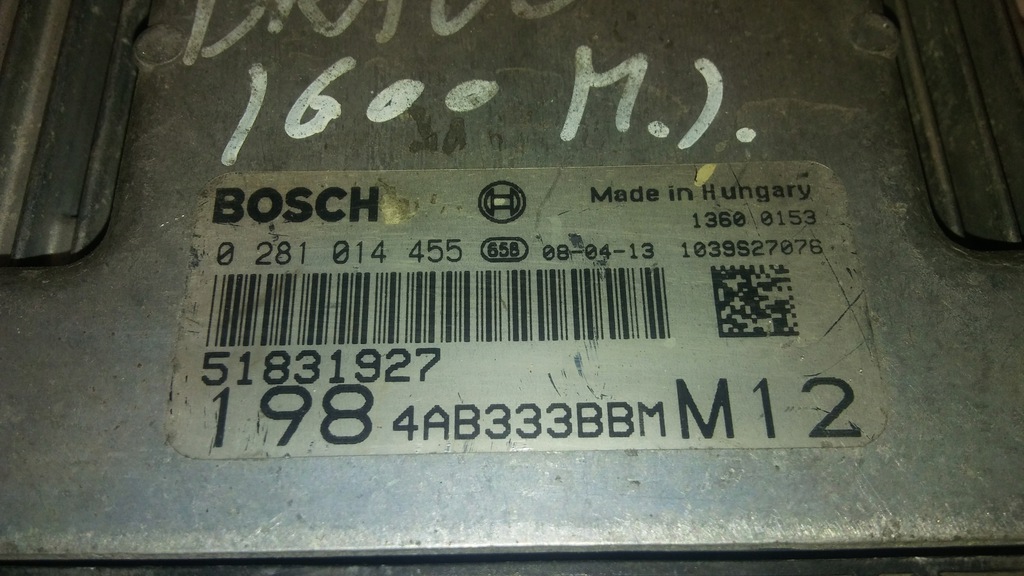 1600 M.J.
BOSCH Made in Hungary
1360 0153
0 281 014 455 658 08-04-13 1039S27076
51831927
198 4AB333BBM M12